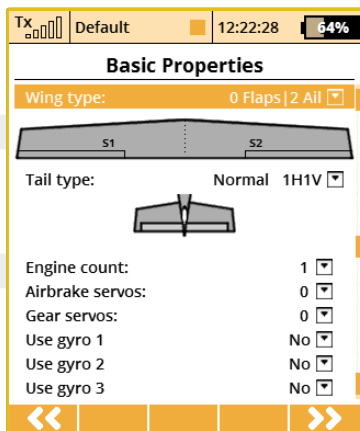 Tx Default 12:22:28 64%
Basic Properties
Wing type: 0 Flaps|2 Ail
S1 S2
Tail type: Normal 1H1V
Engine count: 1
Airbrake servos: 0
Gear servos: 0
Use gyro 1 No
Use gyro 2 No
Use gyro 3 No